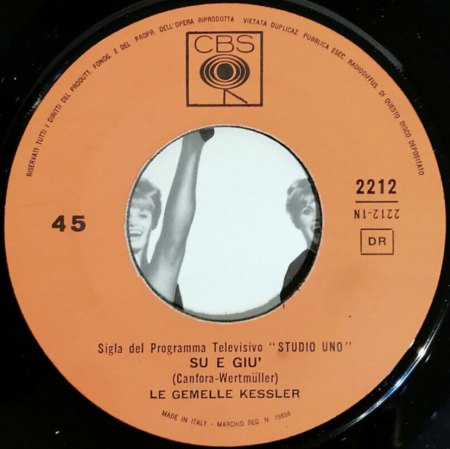 RISERVATI TUTTI I DIRITTI DEL PRODUTT. FONOG. E DEL PROPR. DELL'OPERA RIPRODOTTA - VIETATA DUPLICAZ. PUBBLICA ESEC. RADIODIFFUS. DI QUESTO DISCO DEPOSITATO
CBS
45
2212
2212-1N
DR
Sigla del Programma Televisivo "STUDIO UNO"
SU E GIU'
(Canfora-Wertmüller)
LE GEMELLE KESSLER
MADE IN ITALY - MARCHIO REG. N. 15859